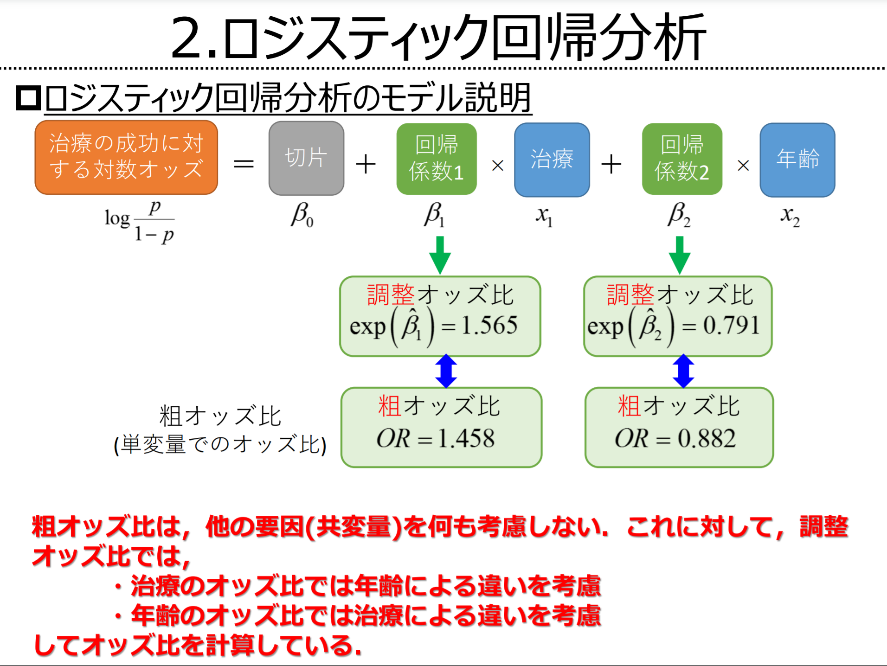 2.ロジスティック回帰分析
ロジスティック回帰分析のモデル説明
治療の成功に対
する対数オッズ
=
切片
+
回帰
係数1
×
治療
+
回帰
係数2
×
年齢
log p/(1-p)
β₀
β₁
x₁
β₂
x₂
調整オッズ比
exp(β̂₁) = 1.565
調整オッズ比
exp(β̂₂) = 0.791
粗オッズ比
(単変量でのオッズ比)
粗オッズ比
OR = 1.458
粗オッズ比
OR = 0.882
粗オッズ比は，他の要因(共変量)を何も考慮しない．これに対して，調整
オッズ比では，
・治療のオッズ比では年齢による違いを考慮
・年齢のオッズ比では治療による違いを考慮
してオッズ比を計算している．